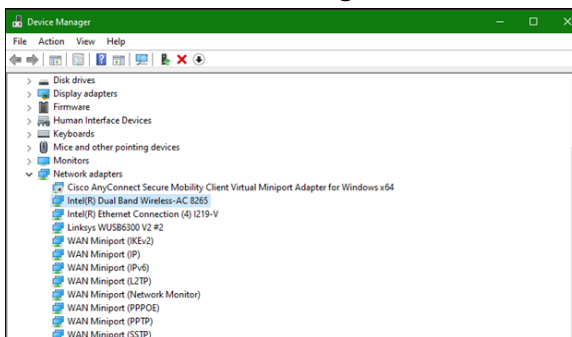 Device Manager
File Action View Help
Disk drives
Display adapters
Firmware
Human Interface Devices
Keyboards
Mice and other pointing devices
Monitors
Network adapters
Cisco AnyConnect Secure Mobility Client Virtual Miniport Adapter for Windows x64
Intel(R) Dual Band Wireless-AC 8265
Intel(R) Ethernet Connection (4) I219-V
Linksys WUSB6300 V2 #2
WAN Miniport (IKEv2)
WAN Miniport (IP)
WAN Miniport (IPv6)
WAN Miniport (L2TP)
WAN Miniport (Network Monitor)
WAN Miniport (PPPOE)
WAN Miniport (PPTP)
WAN Miniport (SSTP)